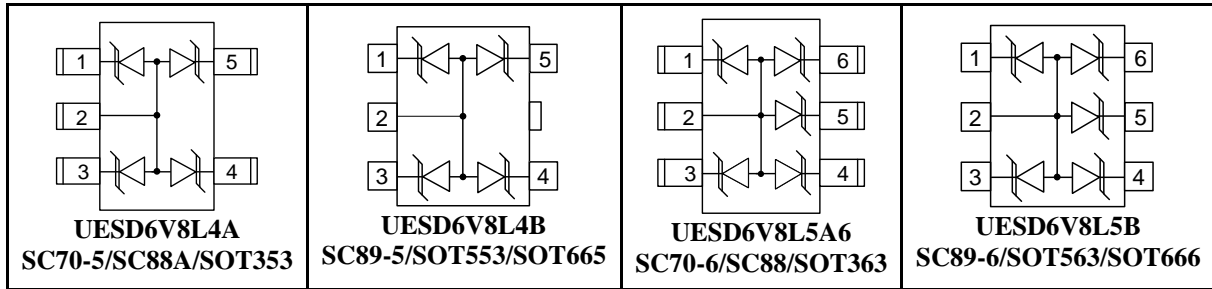 1 5
2
3 4
UESD6V8L4A
SC70-5/SC88A/SOT353
1 5
2
3 4
UESD6V8L4B
SC89-5/SOT553/SOT665
1 6
2 5
3 4
UESD6V8L5A6
SC70-6/SC88/SOT363
1 6
2 5
3 4
UESD6V8L5B
SC89-6/SOT563/SOT666